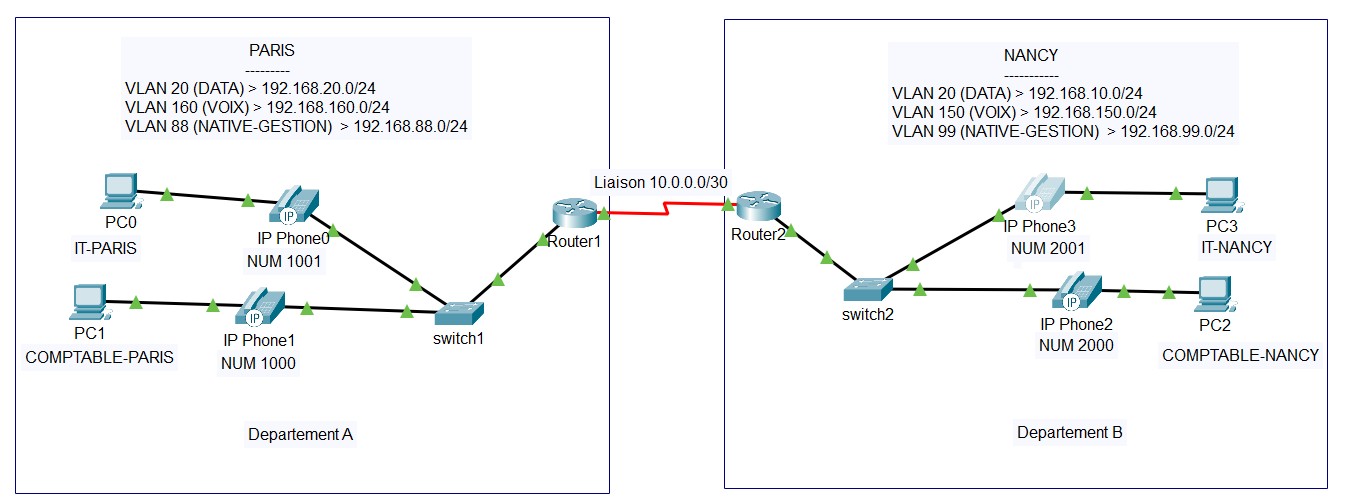 PARIS
---------
VLAN 20 (DATA) > 192.168.20.0/24
VLAN 160 (VOIX) > 192.168.160.0/24
VLAN 88 (NATIVE-GESTION) > 192.168.88.0/24
NANCY
-----------
VLAN 20 (DATA) > 192.168.10.0/24
VLAN 150 (VOIX) > 192.168.150.0/24
VLAN 99 (NATIVE-GESTION) > 192.168.99.0/24
PC0
IT-PARIS
IP
IP Phone0
NUM 1001
PC1
COMPTABLE-PARIS
IP
IP Phone1
NUM 1000
switch1
Router1
Liaison 10.0.0.0/30
Router2
switch2
IP
IP Phone3
NUM 2001
PC3
IT-NANCY
IP
IP Phone2
NUM 2000
PC2
COMPTABLE-NANCY
Departement A
Departement B